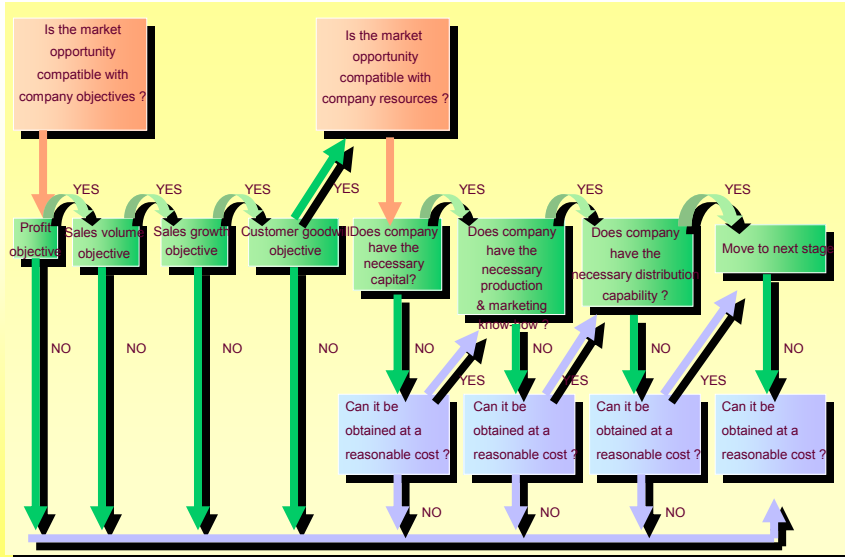 Is the market
opportunity
compatible with
company objectives ?
Is the market
opportunity
compatible with
company resources ?
YES
YES
YES
YES
YES
YES
YES
Profit
objective
Sales volume
objective
Sales growth
objective
Customer goodwill
objective
Does company
have the
necessary
capital?
Does company
have the
necessary
production
& marketing
know-how ?
Does company
have the
necessary distribution
capability ?
Move to next stage
NO
NO
NO
NO
NO
NO
NO
NO
YES
YES
YES
Can it be
obtained at a
reasonable cost ?
Can it be
obtained at a
reasonable cost ?
Can it be
obtained at a
reasonable cost ?
Can it be
obtained at a
reasonable cost ?
NO
NO
NO